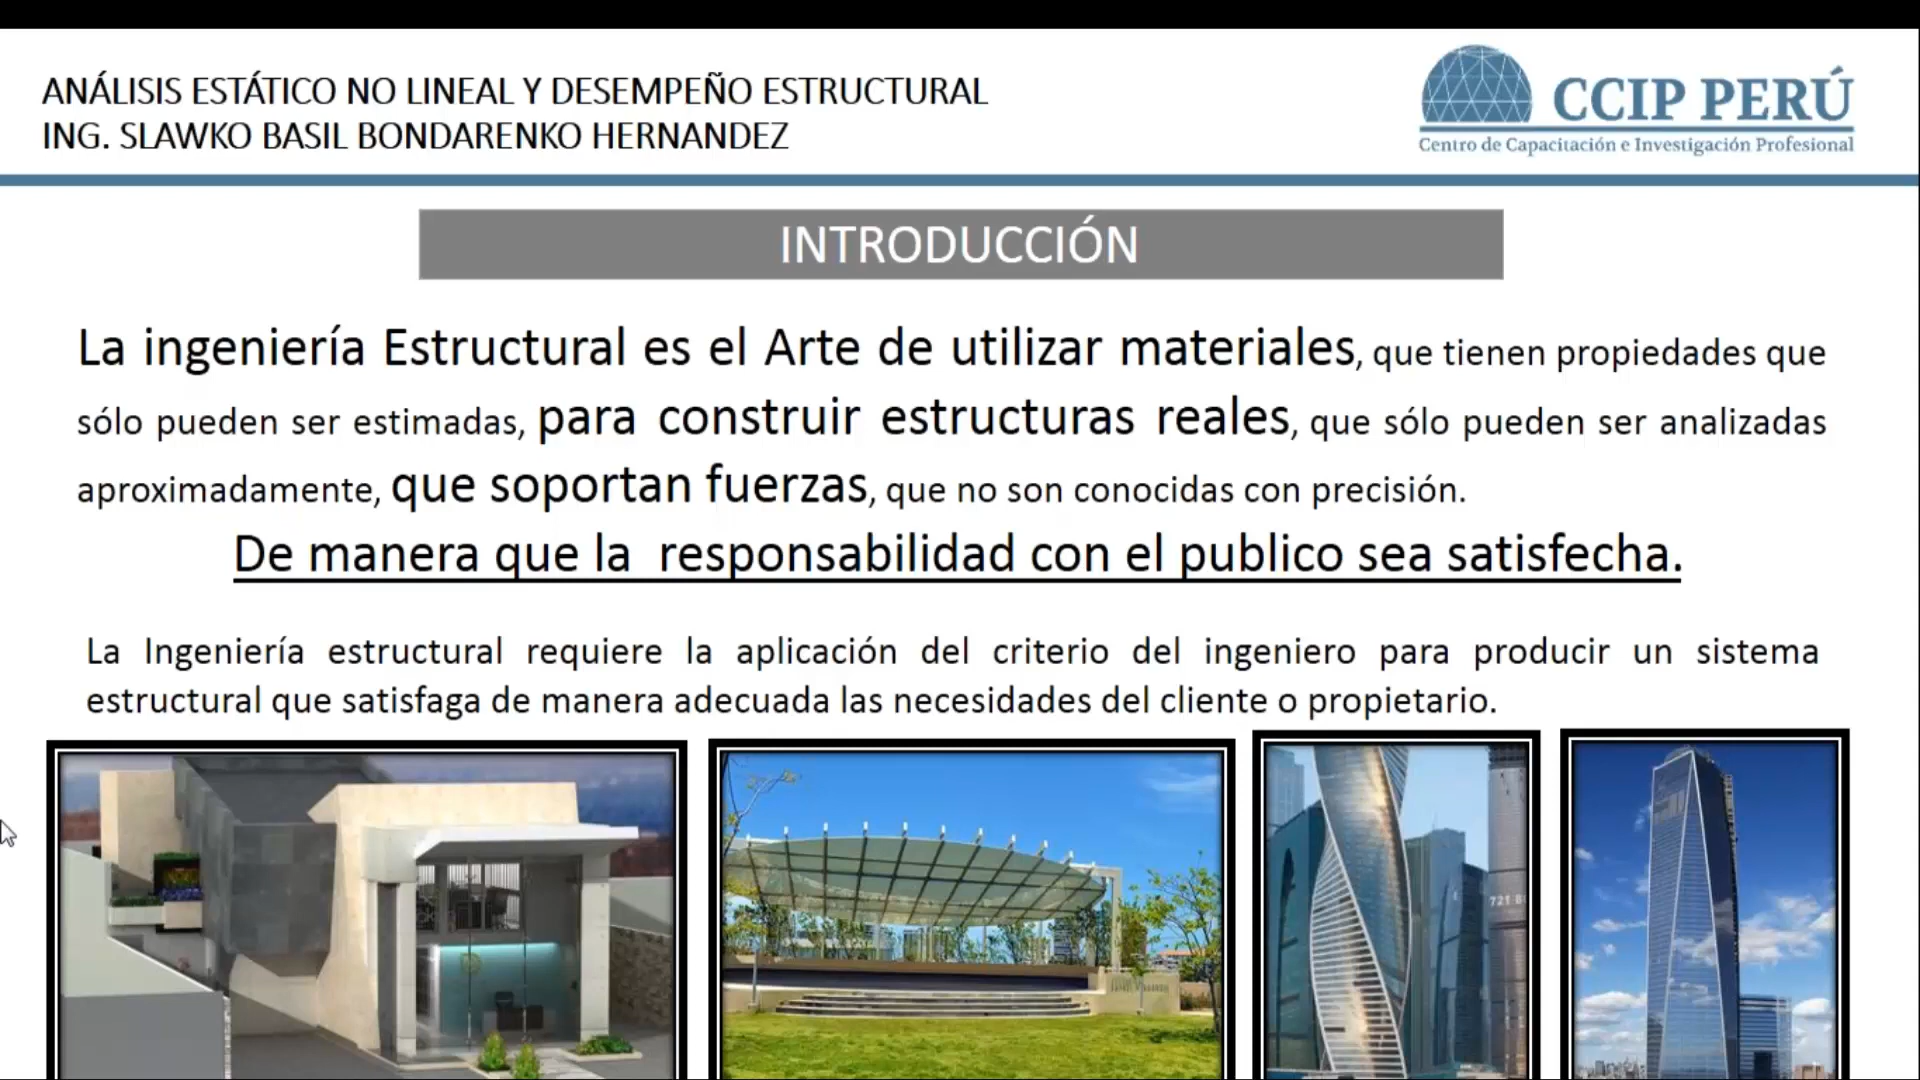 ANÁLISIS ESTÁTICO NO LINEAL Y DESEMPEÑO ESTRUCTURAL
ING. SLAWKO BASIL BONDARENKO HERNANDEZ
CCIP PERÚ
Centro de Capacitación e Investigación Profesional
INTRODUCCIÓN
La ingeniería Estructural es el Arte de utilizar materiales, que tienen propiedades que
sólo pueden ser estimadas, para construir estructuras reales, que sólo pueden ser analizadas
aproximadamente, que soportan fuerzas, que no son conocidas con precisión.
De manera que la responsabilidad con el publico sea satisfecha.
La Ingeniería estructural requiere la aplicación del criterio del ingeniero para producir un sistema
estructural que satisfaga de manera adecuada las necesidades del cliente o propietario.
721